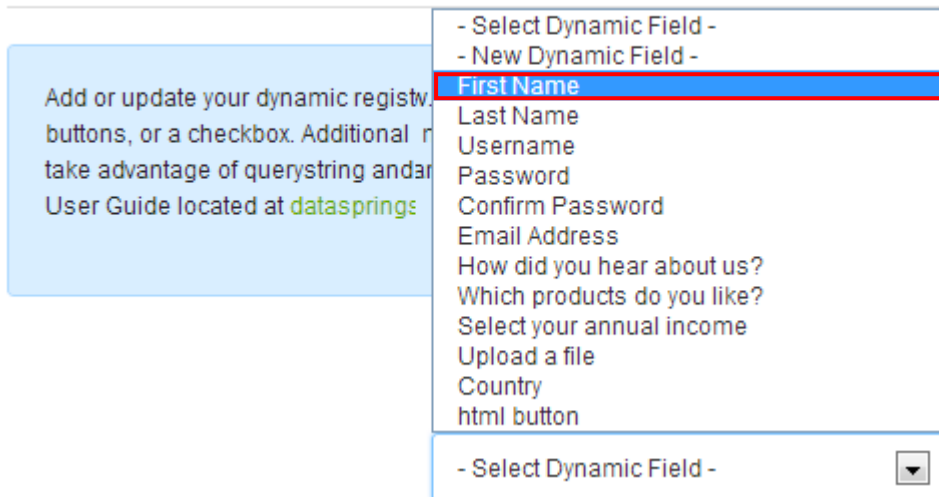 - Select Dynamic Field -
- New Dynamic Field -
First Name
Last Name
Username
Password
Confirm Password
Email Address
How did you hear about us?
Which products do you like?
Select your annual income
Upload a file
Country
html button
- Select Dynamic Field -
Add or update your dynamic
buttons, or a checkbox. Additional
take advantage of querystring
User Guide located at datasprings